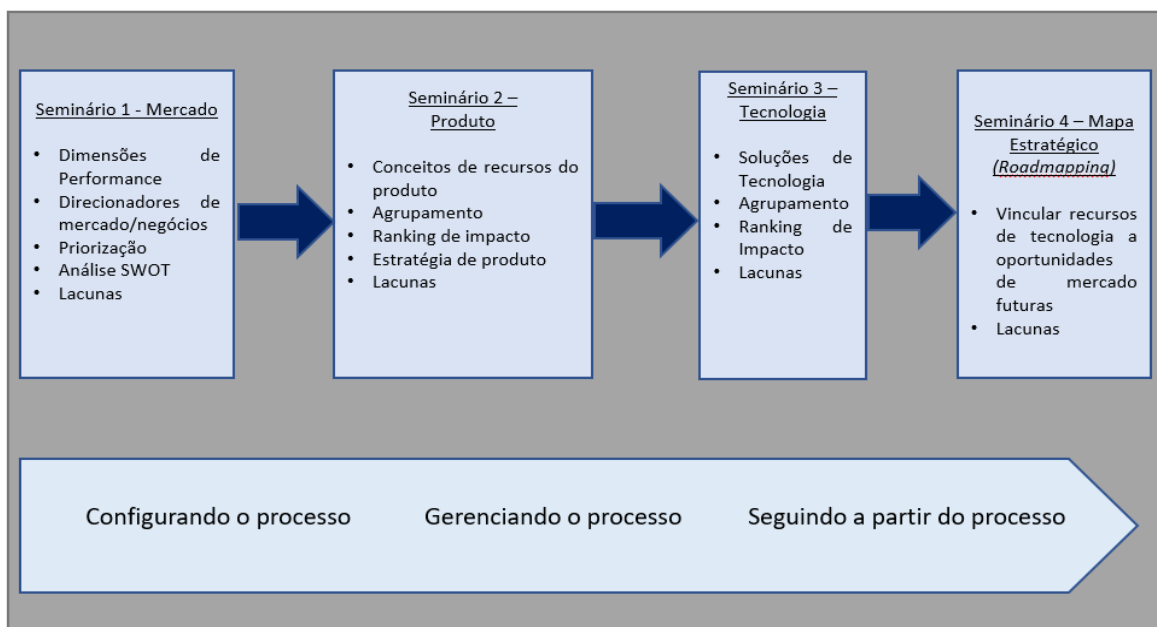 Seminário 1 - Mercado
• Dimensões de
Performance
• Direcionadores de
mercado/negócios
• Priorização
• Análise SWOT
• Lacunas
Seminário 2 –
Produto
• Conceitos de recursos do
produto
• Agrupamento
• Ranking de impacto
• Estratégia de produto
• Lacunas
Seminário 3 –
Tecnologia
• Soluções de
Tecnologia
• Agrupamento
• Ranking de
Impacto
• Lacunas
Seminário 4 – Mapa
Estratégico
(Roadmapping)
• Vincular recursos
de tecnologia a
oportunidades
de mercado
futuras
• Lacunas
Configurando o processo
Gerenciando o processo
Seguindo a partir do processo